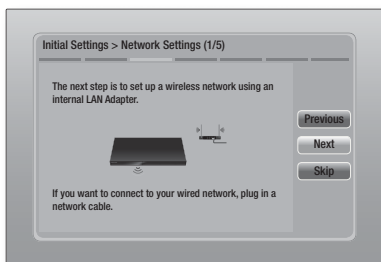 Initial Settings > Network Settings (1/5)
The next step is to set up a wireless network using an
internal LAN Adapter.
If you want to connect to your wired network, plug in a
network cable.
Previous
Next
Skip